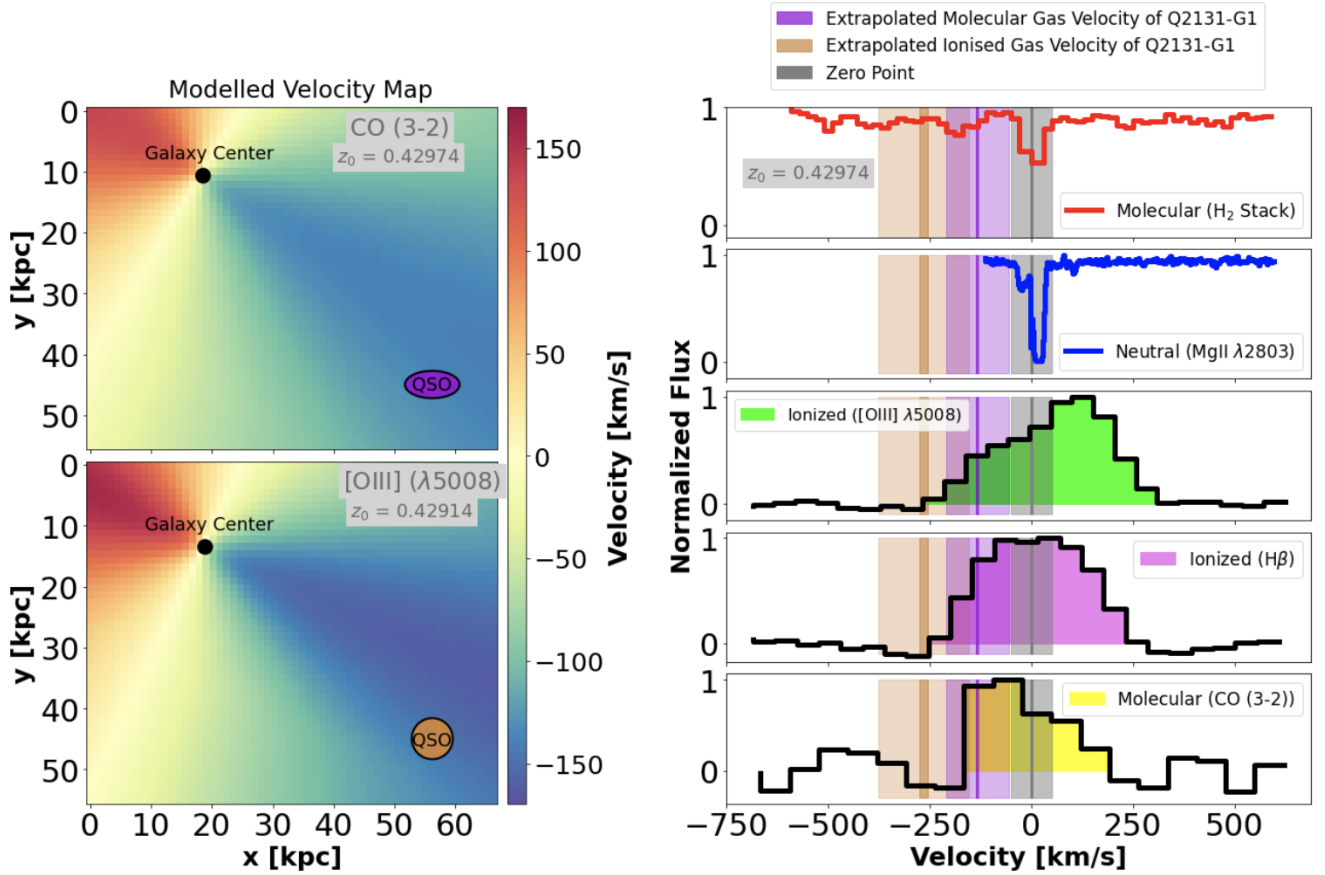 Modelled Velocity Map
CO (3-2)
z₀ = 0.42974
Galaxy Center
QSO
0
10
20
30
40
50
y [kpc]
[OIII] (λ5008)
z₀ = 0.42914
Galaxy Center
QSO
0
10
20
30
40
50
y [kpc]
0 10 20 30 40 50 60
x [kpc]
150
100
50
0
−50
−100
−150
Velocity [km/s]
Extrapolated Molecular Gas Velocity of Q2131-G1
Extrapolated Ionised Gas Velocity of Q2131-G1
Zero Point
1
0
z₀ = 0.42974
Molecular (H₂ Stack)
1
0
Neutral (MgII λ2803)
1
0
Ionized ([OIII] λ5008)
1
0
Ionized (Hβ)
1
0
Molecular (CO (3-2))
Normalized Flux
−750 −500 −250 0 250 500
Velocity [km/s]